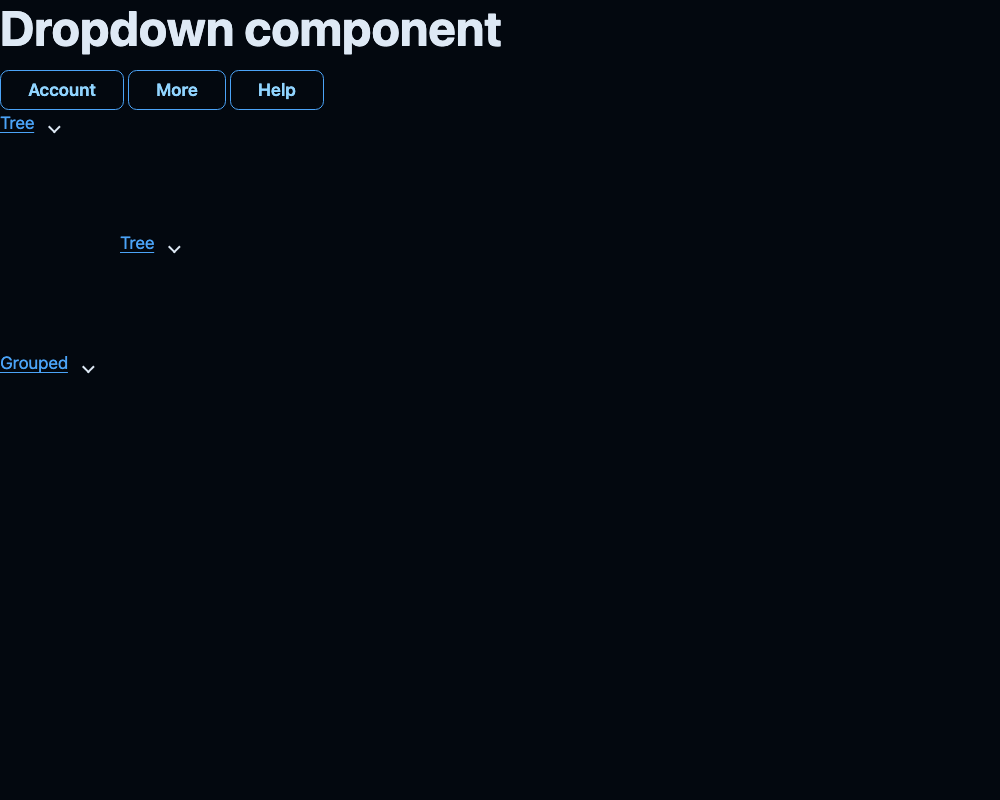 Dropdown component
Account More Help
Tree
Tree
Grouped